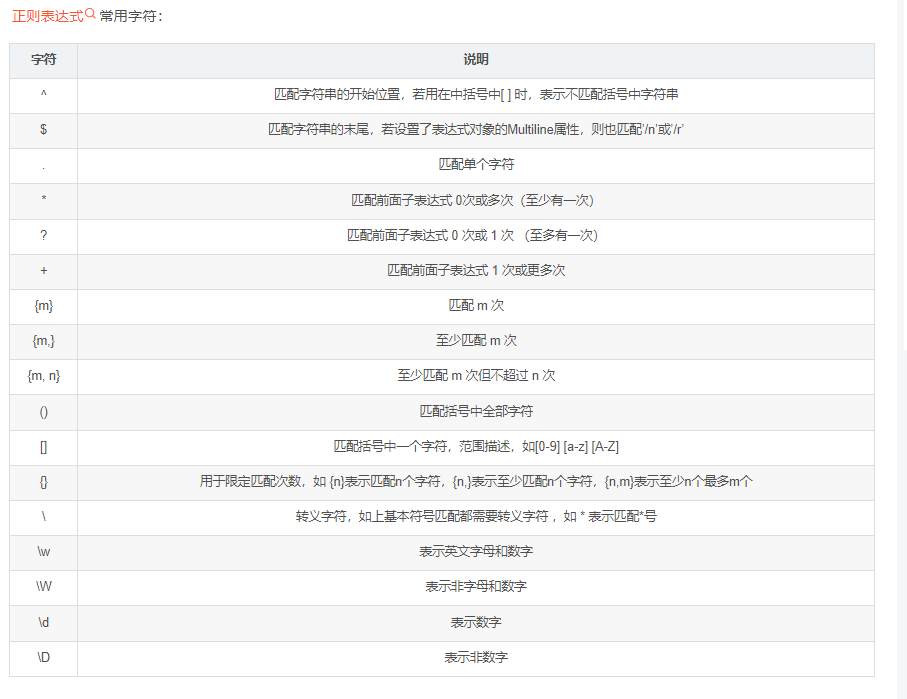 正则表达式 常用字符：
字符 说明
^ 匹配字符串的开始位置，若用在中括号中[ ] 时，表示不匹配括号中字符串
$ 匹配字符串的末尾，若设置了表达式对象的Multiline属性，则也匹配'/n'或'/r'
. 匹配单个字符
* 匹配前面子表达式 0次或多次（至少有一次）
? 匹配前面子表达式 0 次或 1 次 （至多有一次）
+ 匹配前面子表达式 1 次或更多次
{m} 匹配 m 次
{m,} 至少匹配 m 次
{m, n} 至少匹配 m 次但不超过 n 次
() 匹配括号中全部字符
[] 匹配括号中一个字符，范围描述，如[0-9] [a-z] [A-Z]
{} 用于限定匹配次数，如 {n}表示匹配n个字符，{n,}表示至少匹配n个字符，{n,m}表示至少n个最多m个
\ 转义字符，如上基本符号匹配都需要转义字符 ，如 * 表示匹配*号
\w 表示英文字母和数字
\W 表示非字母和数字
\d 表示数字
\D 表示非数字